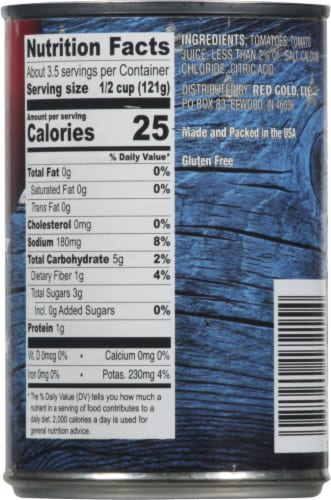 Nutrition Facts
About 3.5 servings per Container
Serving size 1/2 cup (121g)
Amount per serving
Calories 25
% Daily Value*
Total Fat 0g 0%
Saturated Fat 0g 0%
Trans Fat 0g
Cholesterol 0mg 0%
Sodium 180mg 8%
Total Carbohydrate 5g 2%
Dietary Fiber 1g 4%
Total Sugars 3g
Incl. 0g Added Sugars 0%
Protein 1g
Vit. D 0mcg 0% • Calcium 0mg 0%
Iron 0mg 0% • Potas. 230mg 4%
* The % Daily Value (DV) tells you how much a
nutrient in a serving of food contributes to a
daily diet. 2,000 calories a day is used for
general nutrition advice.
INGREDIENTS: TOMATOES, TOMATO
JUICE, LESS THAN 2% OF: SALT, CALCIUM
CHLORIDE, CITRIC ACID.
DISTRIBUTED BY RED GOLD, LLC
PO BOX 83, ELWOOD, IN 46036
Made and Packed in the USA
Gluten Free